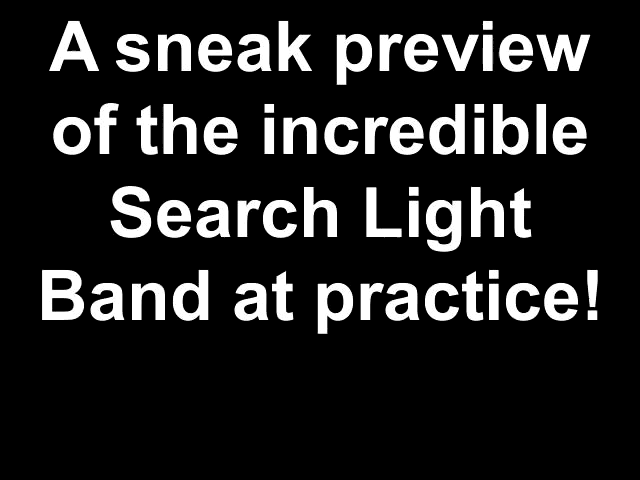 A sneak preview
of the incredible
Search Light
Band at practice!